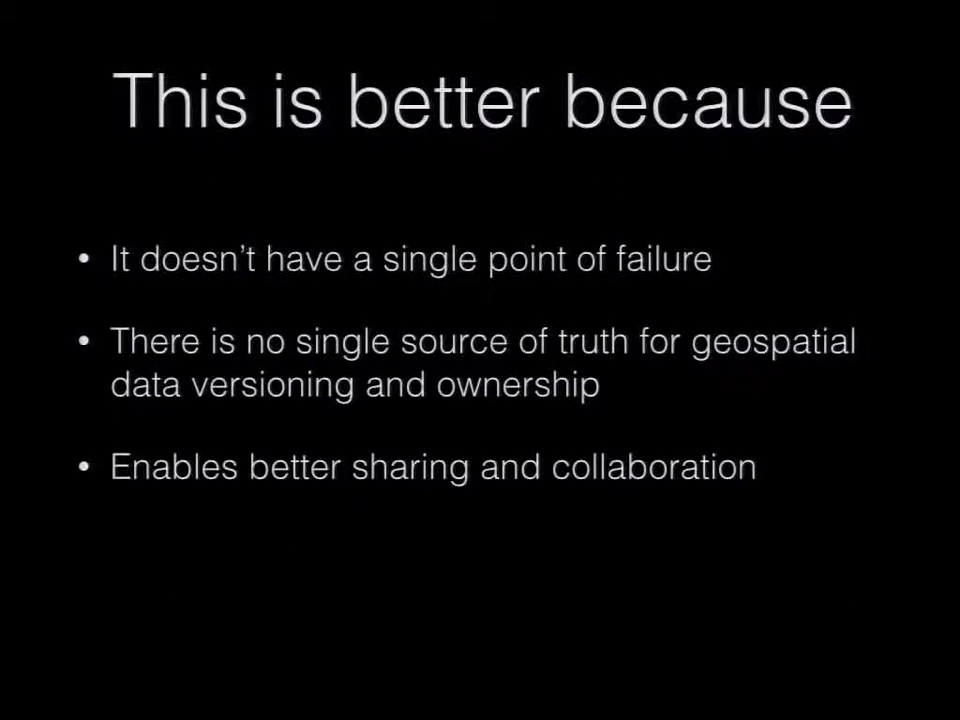 This is better because
• It doesn’t have a single point of failure
• There is no single source of truth for geospatial
data versioning and ownership
• Enables better sharing and collaboration